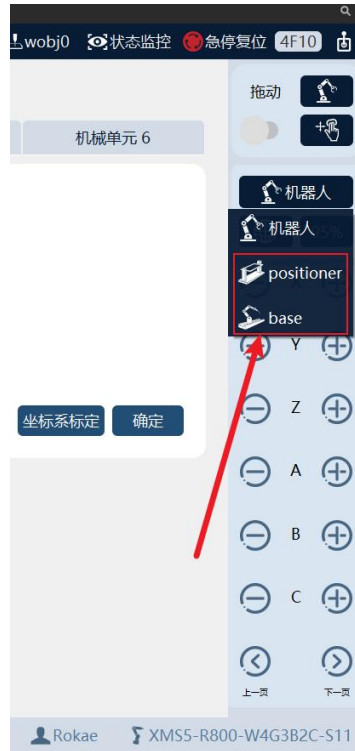 wobj0 状态监控 急停复位 4F10
拖动
机械单元 6
机器人
机器人
positioner
base
Y
Z
坐标系标定 确定
A
B
C
上一页 下一页
Rokae XMS5-R800-W4G3B2C-S11